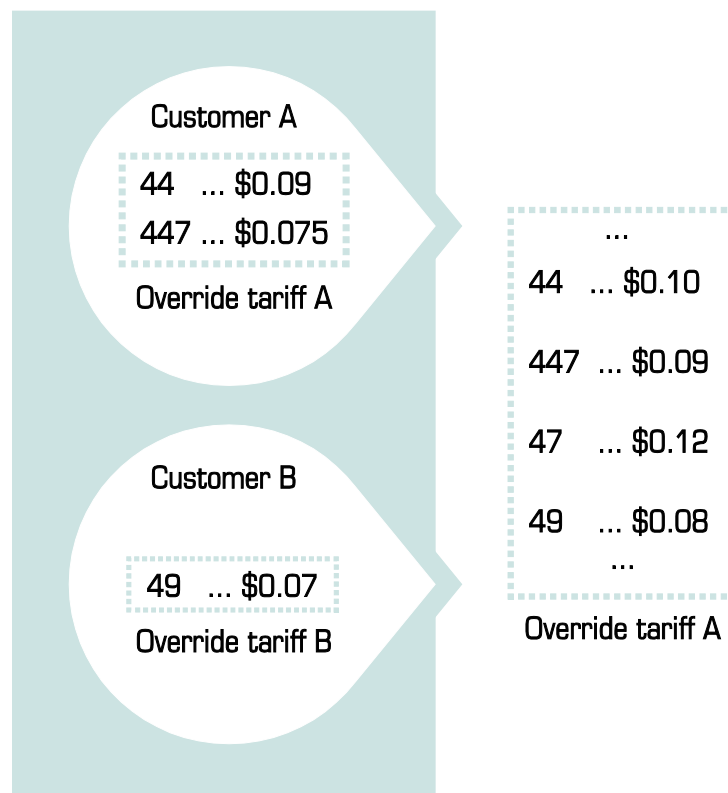 Customer A
44 ... $0.09
447 ... $0.075
Override tariff A
Customer B
49 ... $0.07
Override tariff B
...
44 ... $0.10
447 ... $0.09
47 ... $0.12
49 ... $0.08
...
Override tariff A